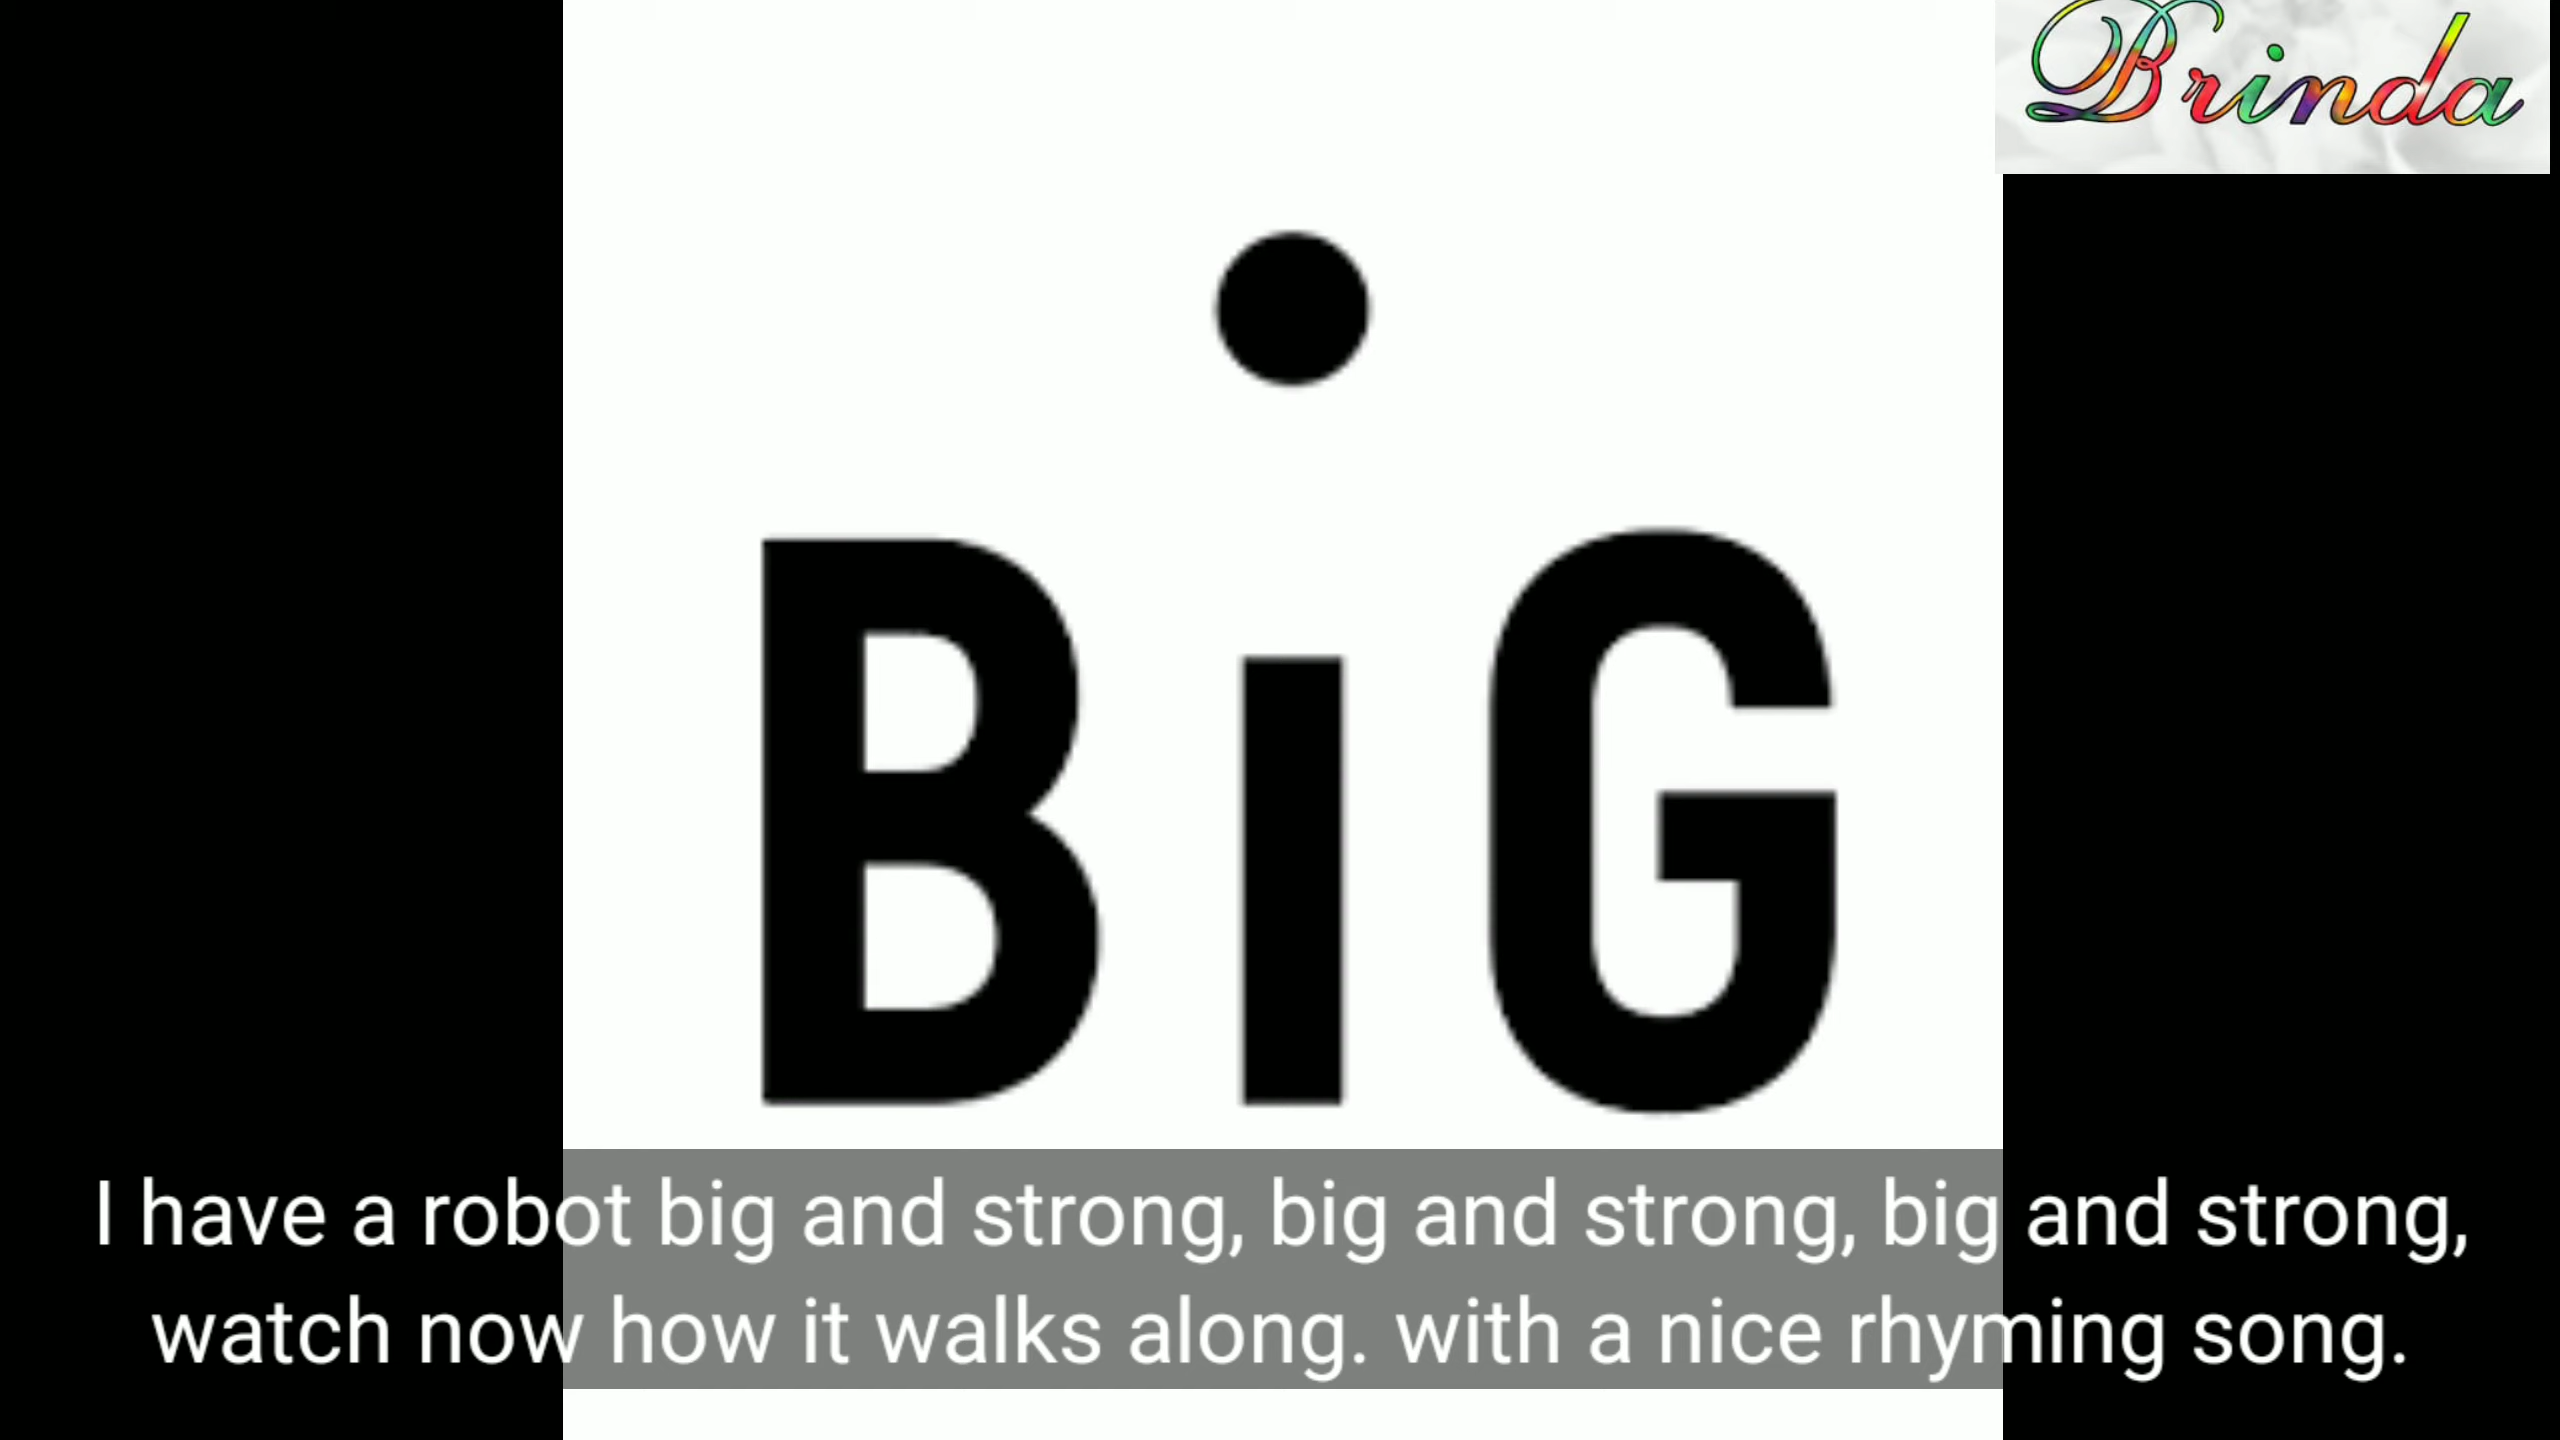 Brinda
BiG
I have a robot big and strong, big and strong, big and strong,
watch now how it walks along. with a nice rhyming song.